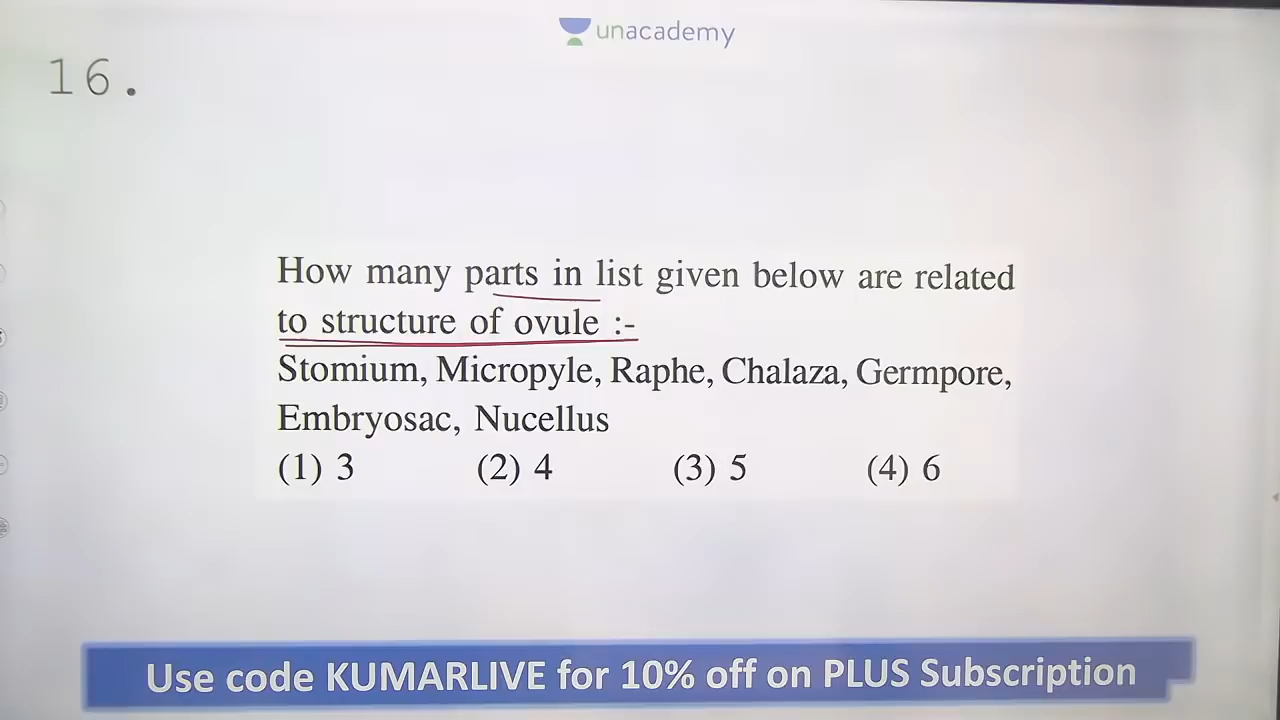 unacademy
16.
How many parts in list given below are related
to structure of ovule :-
Stomium, Micropyle, Raphe, Chalaza, Germpore,
Embryosac, Nucellus
(1) 3 (2) 4 (3) 5 (4) 6
Use code KUMARLIVE for 10% off on PLUS Subscription